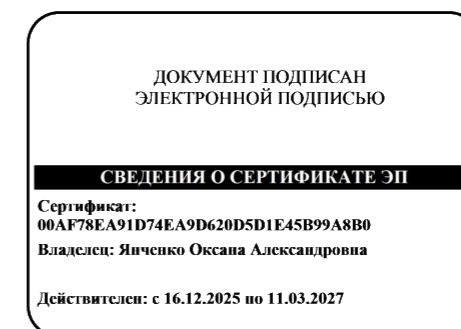 ДОКУМЕНТ ПОДПИСАН
ЭЛЕКТРОННОЙ ПОДПИСЬЮ
СВЕДЕНИЯ О СЕРТИФИКАТЕ ЭП
Сертификат:
00AF78EA91D74EA9D620D5D1E45B99A8B0
Владелец: Янченко Оксана Александровна
Действителен: с 16.12.2025 по 11.03.2027